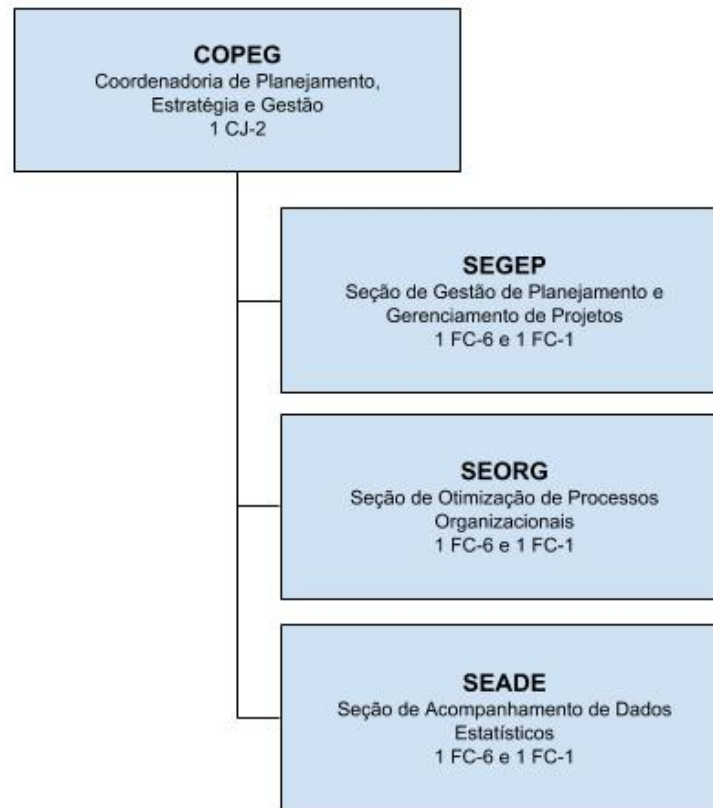 COPEG
Coordenadoria de Planejamento,
Estratégia e Gestão
1 CJ-2
SEGEP
Seção de Gestão de Planejamento e
Gerenciamento de Projetos
1 FC-6 e 1 FC-1
SEORG
Seção de Otimização de Processos
Organizacionais
1 FC-6 e 1 FC-1
SEADE
Seção de Acompanhamento de Dados
Estatísticos
1 FC-6 e 1 FC-1